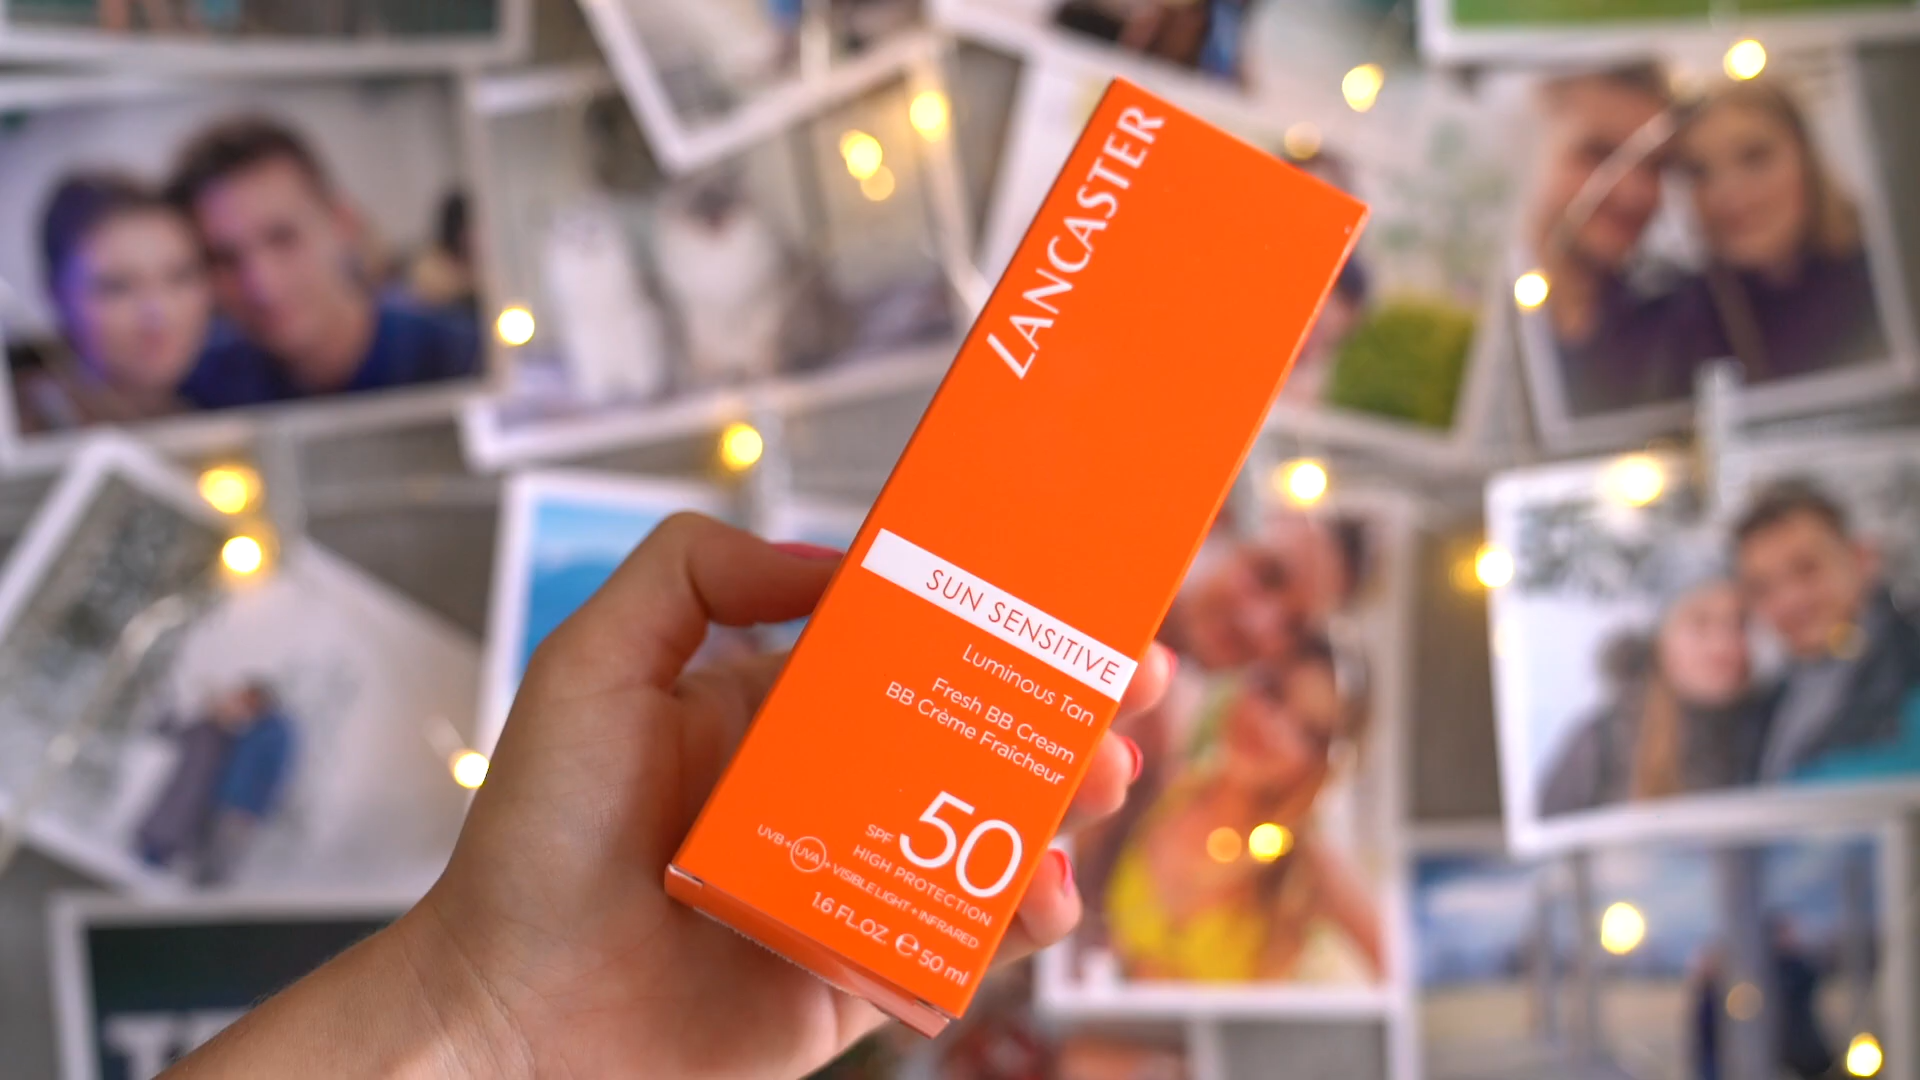 LANCASTER
SUN SENSITIVE
Luminous Tan
Fresh BB Cream
BB Crème Fraîcheur
SPF 50
HIGH PROTECTION
UVB+UVA+VISIBLE LIGHT+INFRARED
1.6 FL.OZ e 50 ml